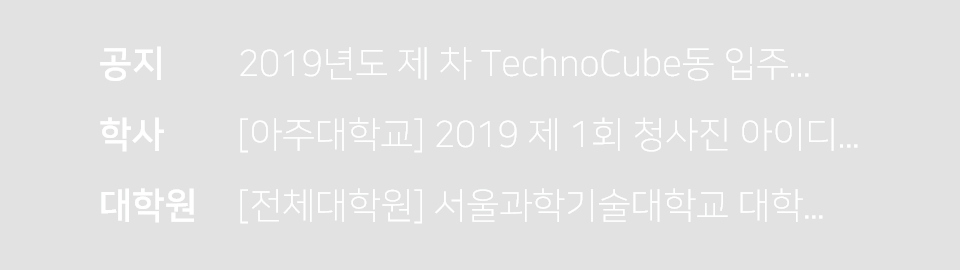 공지 2019년도 제 차 TechnoCube동 입주...
학사 [아주대학교] 2019 제 1회 청사진 아이디...
대학원 [전체대학원] 서울과학기술대학교 대학...